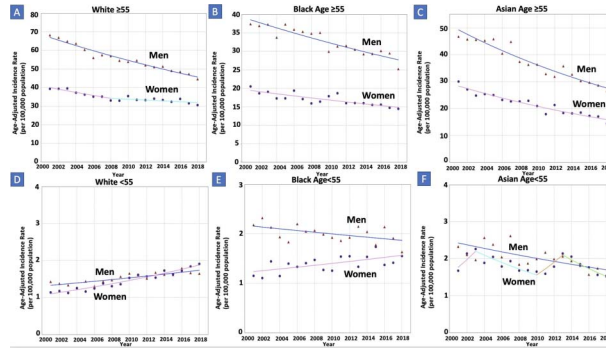 A
White ≥55
Age-Adjusted Incidence Rate
(per 100,000 population)
80
70
60
50
40
30
20
10
0
Men
Women
2000 2002 2004 2006 2008 2010 2012 2014 2016 2018
Year
B
Black Age ≥55
Age-Adjusted Incidence Rate
(per 100,000 population)
40
35
30
25
20
15
10
5
0
Men
Women
2000 2002 2004 2006 2008 2010 2012 2014 2016 2018
Year
C
Asian Age ≥55
Age-Adjusted Incidence Rate
(per 100,000 population)
50
40
30
20
10
0
Men
Women
2000 2002 2004 2006 2008 2010 2012 2014 2016 2018
Year
D
White <55
Age-Adjusted Incidence Rate
(per 100,000 population)
4
3
2
1
0
Men
Women
2000 2002 2004 2006 2008 2010 2012 2014 2016 2018
Year
E
Black Age<55
Age-Adjusted Incidence Rate
(per 100,000 population)
3
2
1
0
Men
Women
2000 2002 2004 2006 2008 2010 2012 2014 2016 2018
Year
F
Asian Age<55
Age-Adjusted Incidence Rate
(per 100,000 population)
4
3
2
1
0
Men
Women
2000 2002 2004 2006 2008 2010 2012 2014 2016 2018
Year